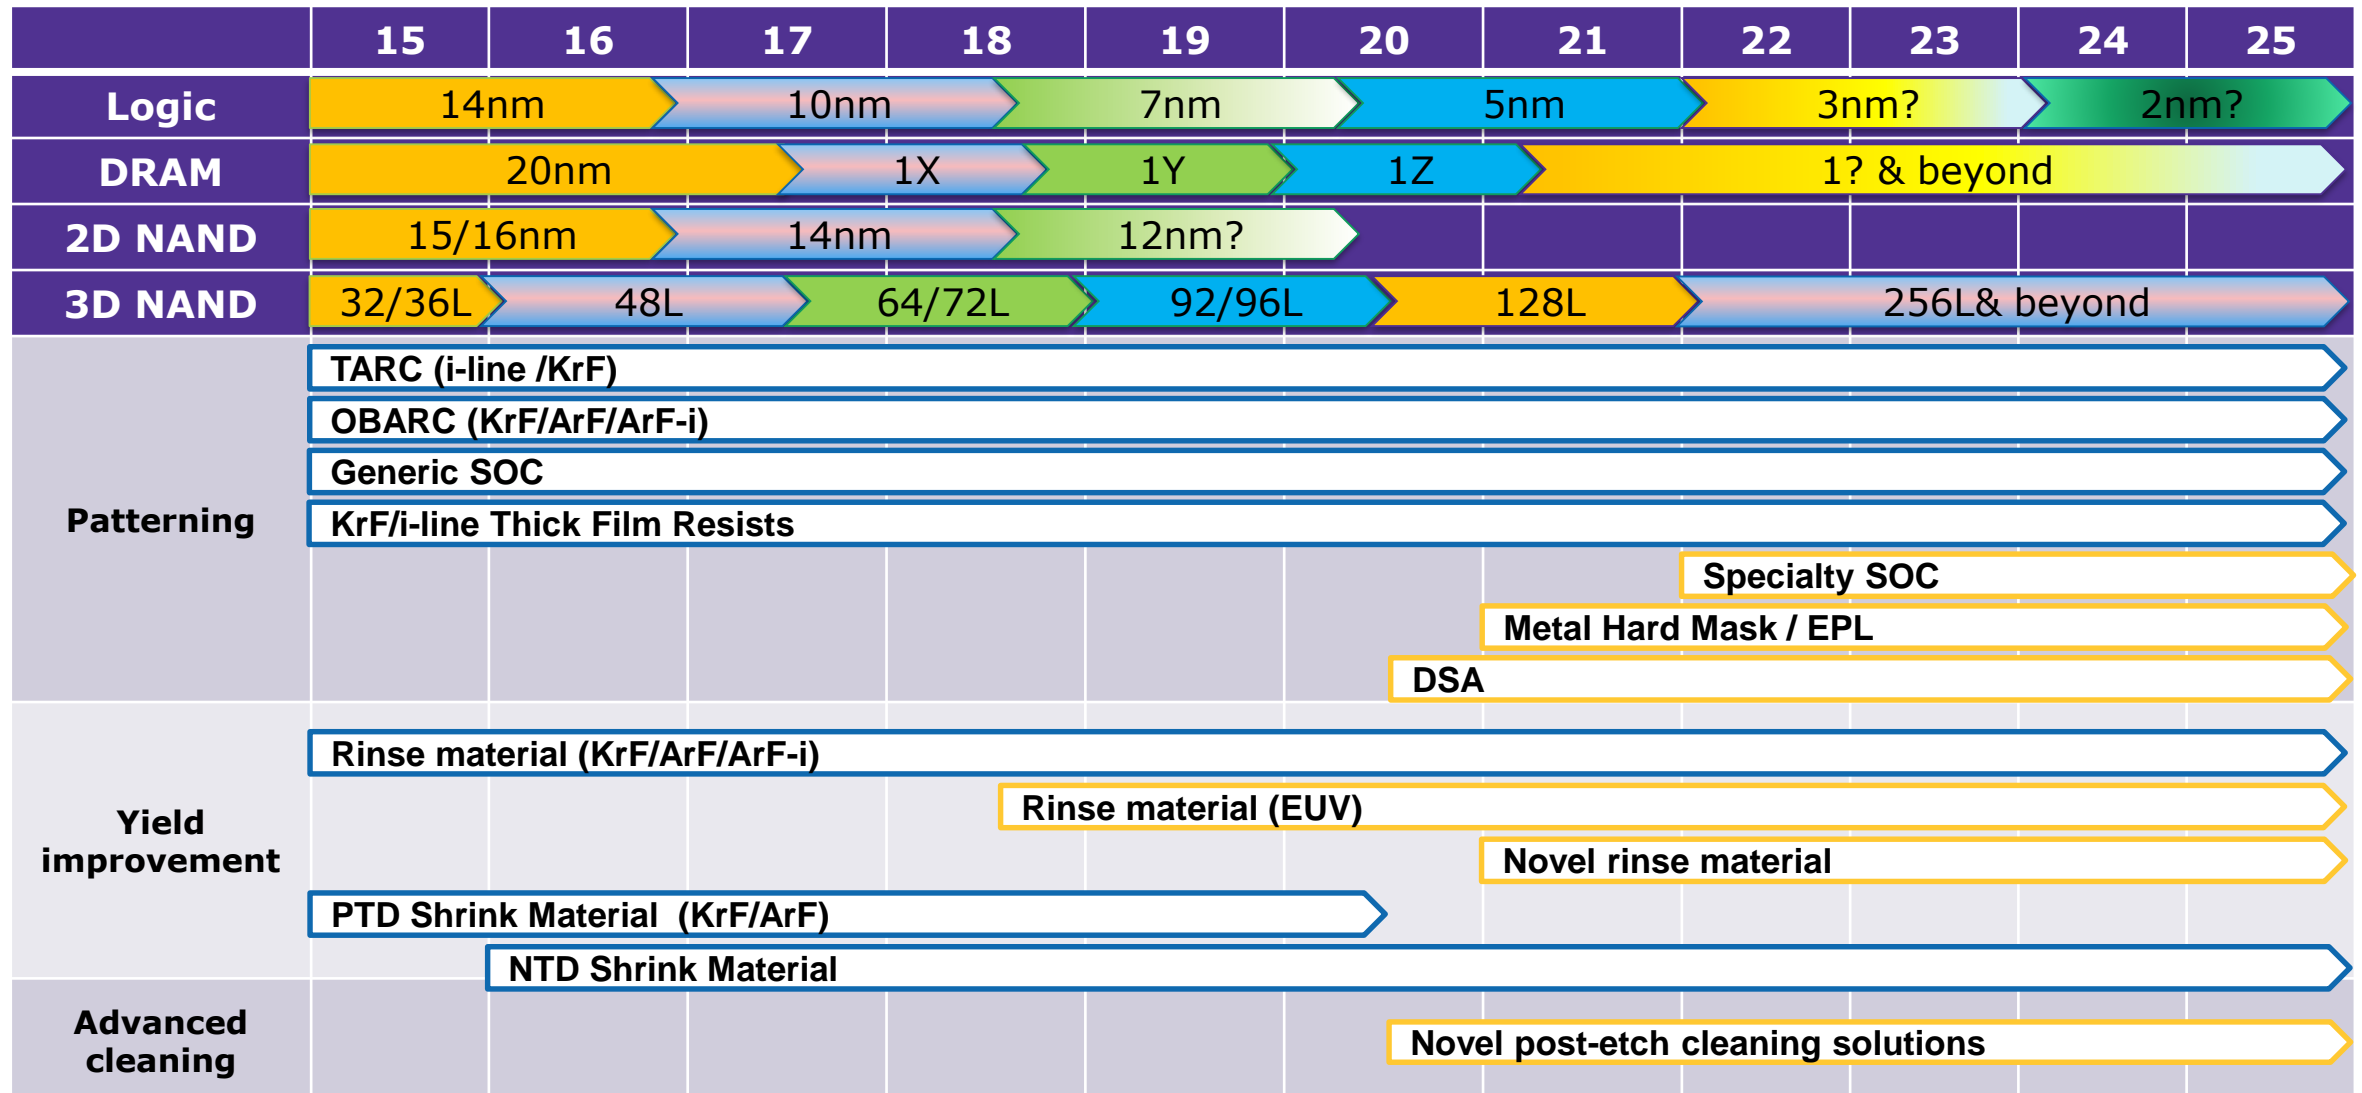 15 16 17 18 19 20 21 22 23 24 25
Logic 14nm 10nm 7nm 5nm 3nm? 2nm?
DRAM 20nm 1X 1Y 1Z 1? & beyond
2D NAND 15/16nm 14nm 12nm?
3D NAND 32/36L 48L 64/72L 92/96L 128L 256L& beyond
Patterning
TARC (i-line /KrF)
OBARC (KrF/ArF/ArF-i)
Generic SOC
KrF/i-line Thick Film Resists
Specialty SOC
Metal Hard Mask / EPL
DSA
Yield
improvement
Rinse material (KrF/ArF/ArF-i)
Rinse material (EUV)
Novel rinse material
PTD Shrink Material (KrF/ArF)
NTD Shrink Material
Advanced
cleaning
Novel post-etch cleaning solutions